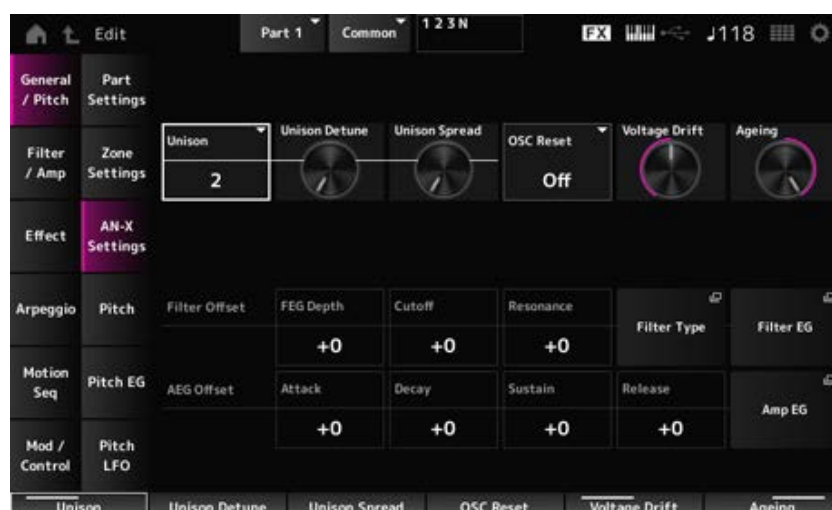 Edit
Part 1
Common
1 2 3 N
FX
♩118
General / Pitch
Part Settings
Filter / Amp
Zone Settings
Effect
AN-X Settings
Arpeggio
Pitch
Motion Seq
Pitch EG
Mod / Control
Pitch LFO
Unison
2
Unison Detune
Unison Spread
OSC Reset
Off
Voltage Drift
Ageing
Filter Offset
FEG Depth
+0
Cutoff
+0
Resonance
+0
Filter Type
Filter EG
AEG Offset
Attack
+0
Decay
+0
Sustain
+0
Release
+0
Amp EG
Unison
Unison Detune
Unison Spread
OSC Reset
Voltage Drift
Ageing